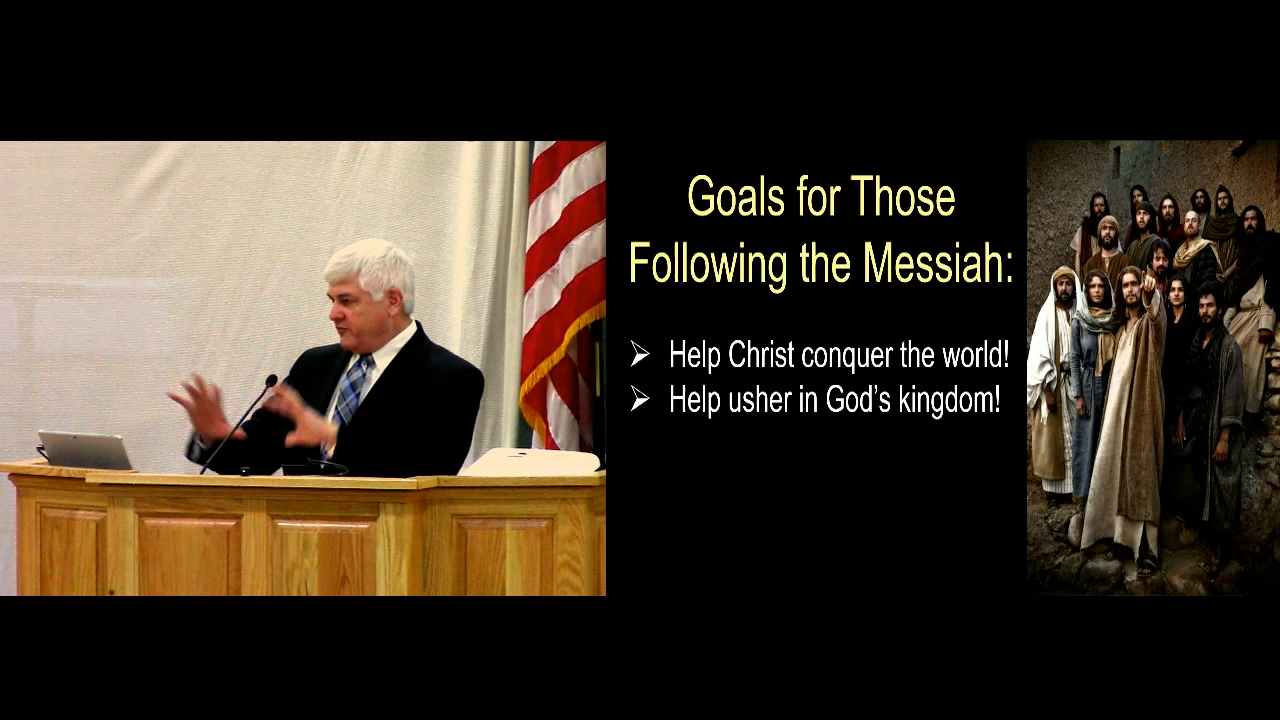 Goals for Those
Following the Messiah:
➢ Help Christ conquer the world!
➢ Help usher in God’s kingdom!